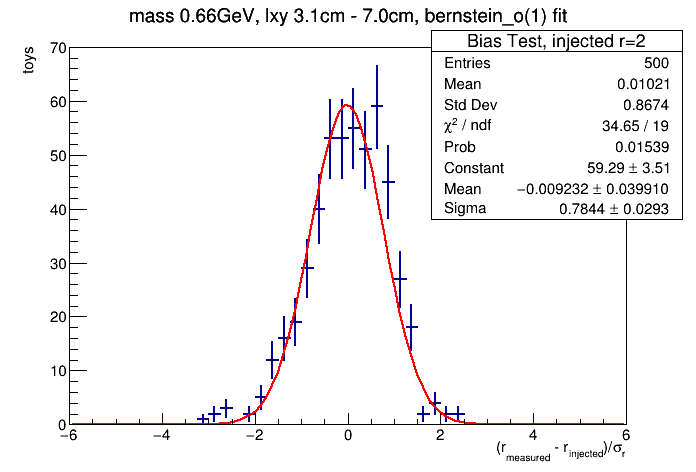 mass 0.66GeV, lxy 3.1cm - 7.0cm, bernstein_o(1) fit
toys
Bias Test, injected r=2
Entries 500
Mean 0.01021
Std Dev 0.8674
χ² / ndf 34.65 / 19
Prob 0.01539
Constant 59.29 ± 3.51
Mean −0.009232 ± 0.039910
Sigma 0.7844 ± 0.0293
70
60
50
40
30
20
10
0
−6 −4 −2 0 2 4 6
(r_measured - r_injected)/σ_r